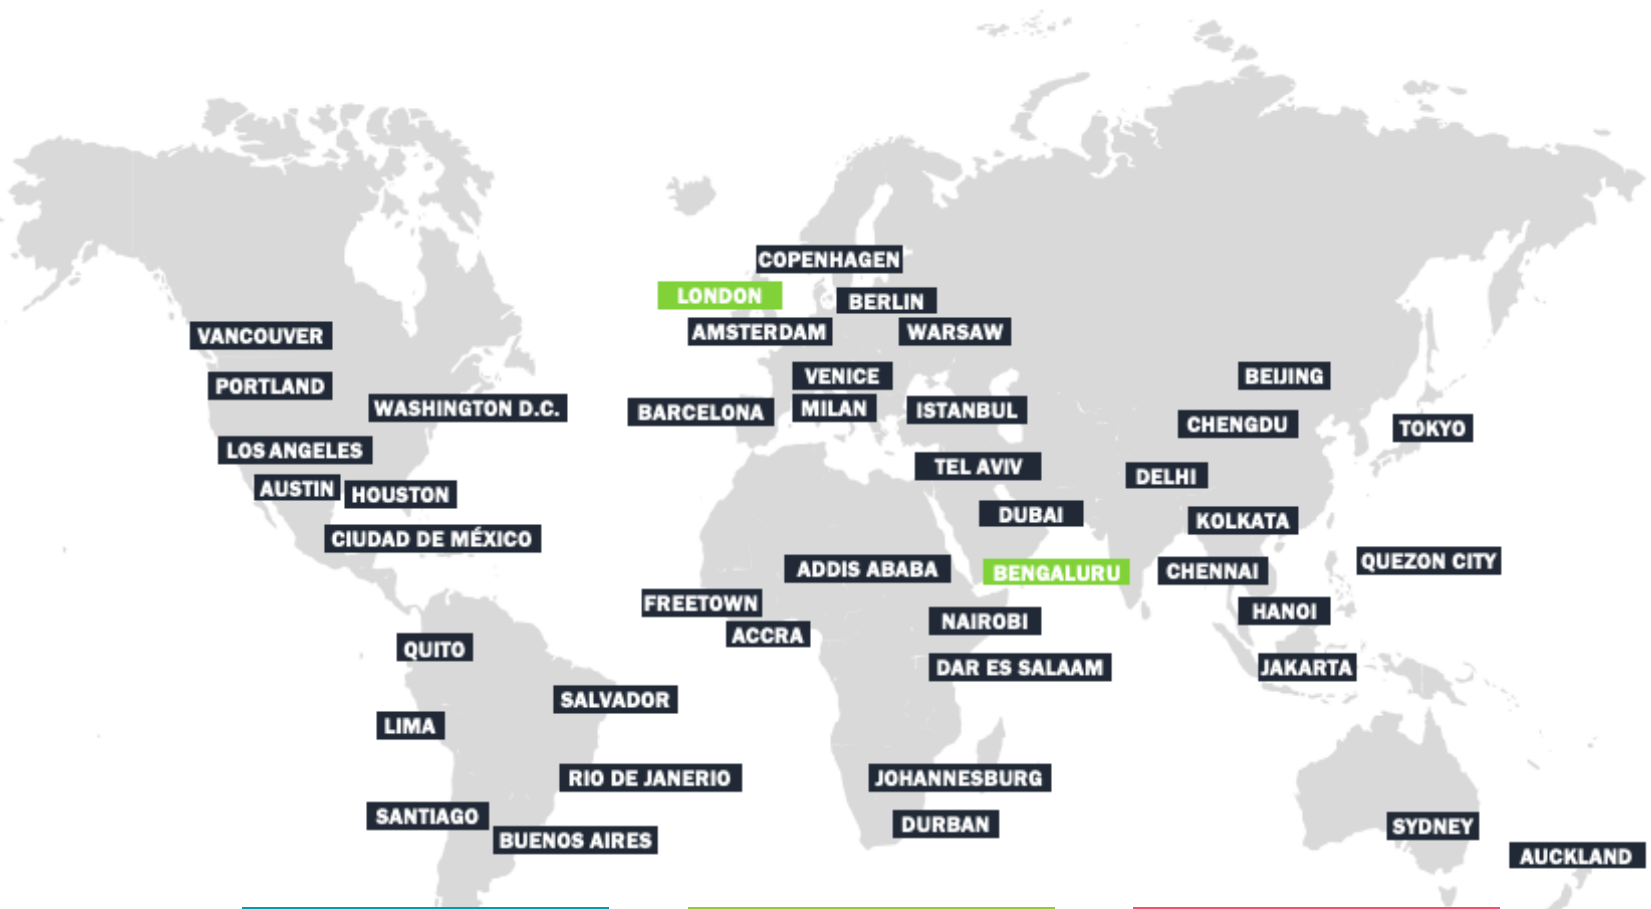 COPENHAGEN
LONDON
BERLIN
AMSTERDAM
WARSAW
VANCOUVER
VENICE
BEIJING
PORTLAND
WASHINGTON D.C.
BARCELONA
MILAN
ISTANBUL
CHENGDU
TOKYO
LOS ANGELES
TEL AVIV
DELHI
AUSTIN
HOUSTON
DUBAI
KOLKATA
CIUDAD DE MÉXICO
QUEZON CITY
ADDIS ABABA
BENGALURU
CHENNAI
FREETOWN
HANOI
NAIROBI
ACCRA
QUITO
DAR ES SALAAM
JAKARTA
SALVADOR
LIMA
RIO DE JANERIO
JOHANNESBURG
SANTIAGO
DURBAN
SYDNEY
BUENOS AIRES
AUCKLAND